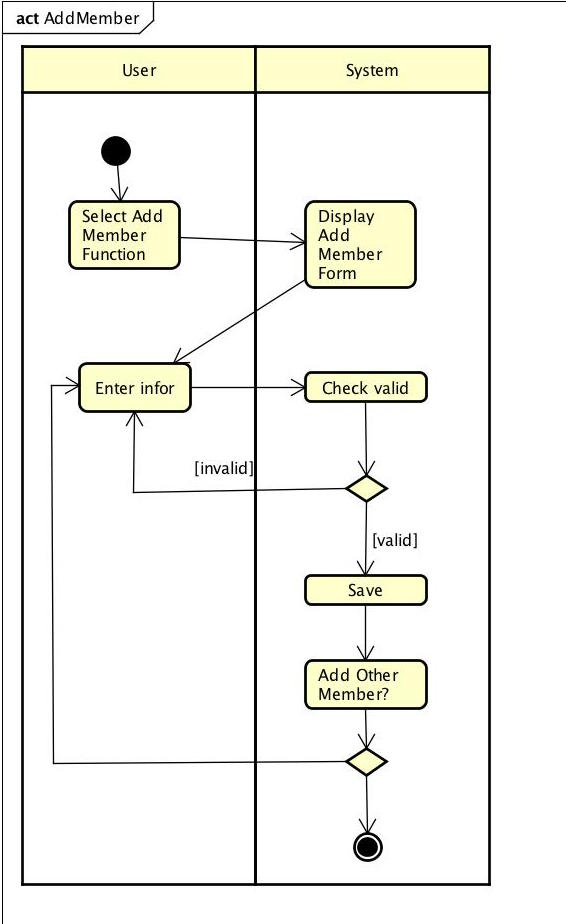 act AddMember
User
System
Select Add
Member
Function
Display
Add
Member
Form
Enter infor
Check valid
[invalid]
[valid]
Save
Add Other
Member?